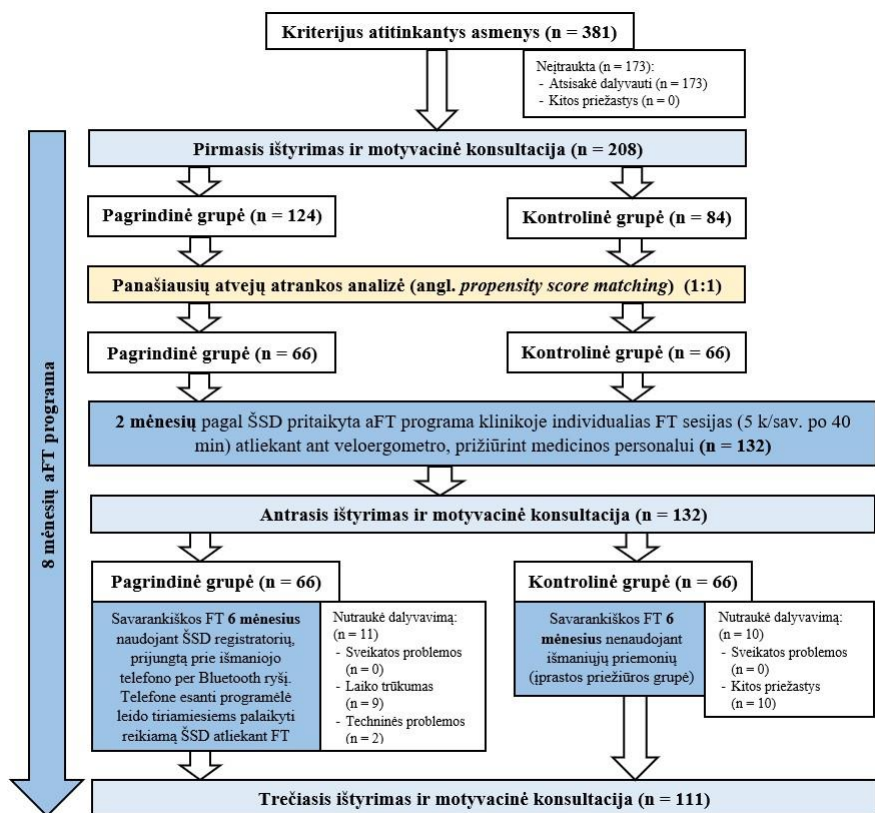 Kriterijus atitinkantys asmenys (n = 381)
Neįtraukta (n = 173):
- Atsisakė dalyvauti (n = 173)
- Kitos priežastys (n = 0)
8 mėnesių aFT programa
Pirmasis ištyrimas ir motyvacinė konsultacija (n = 208)
Pagrindinė grupė (n = 124)
Kontrolinė grupė (n = 84)
Panašiausių atvejų atrankos analizė (angl. propensity score matching) (1:1)
Pagrindinė grupė (n = 66)
Kontrolinė grupė (n = 66)
2 mėnesių pagal ŠSD pritaikyta aFT programa klinikoje individualias FT sesijas (5 k/sav. po 40
min) atliekant ant veloergometro, prižiūrint medicinos personalui (n = 132)
Antrasis ištyrimas ir motyvacinė konsultacija (n = 132)
Pagrindinė grupė (n = 66)
Savarankiškos FT 6 mėnesius
naudojant ŠSD registratorių,
prijungtą prie išmaniojo
telefono per Bluetooth ryšį.
Telefone esanti programėlė
leido tiriamiesiems palaikyti
reikiamą ŠSD atliekant FT
Nutraukė dalyvavimą:
(n = 11)
- Sveikatos problemos
(n = 0)
- Laiko trūkumas
(n = 9)
- Techninės problemos
(n = 2)
Kontrolinė grupė (n = 66)
Savarankiškos FT 6
mėnesius nenaudojant
išmaniųjų priemonių
(įprastos priežiūros grupė)
Nutraukė dalyvavimą:
(n = 10)
- Sveikatos problemos
(n = 0)
- Kitos priežastys
(n = 10)
Trečiasis ištyrimas ir motyvacinė konsultacija (n = 111)